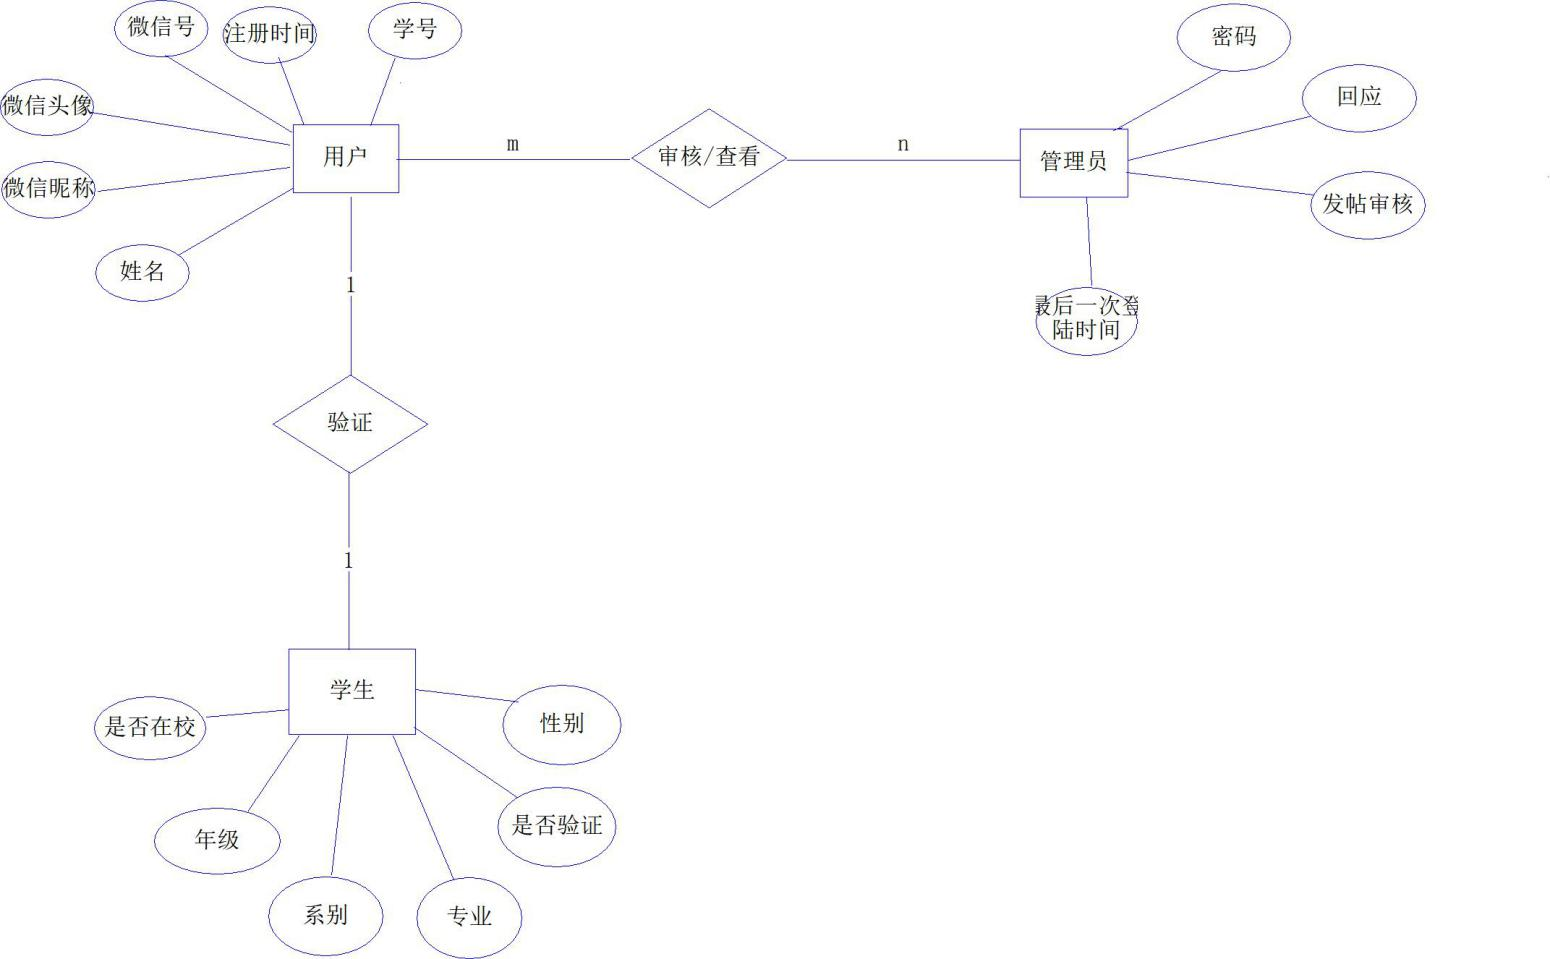 微信号
注册时间
学号
密码
微信头像
回应
用户
m
审核/查看
n
管理员
微信昵称
发帖审核
姓名
1
最后一次登
陆时间
验证
1
学生
是否在校
性别
年级
是否验证
系别
专业